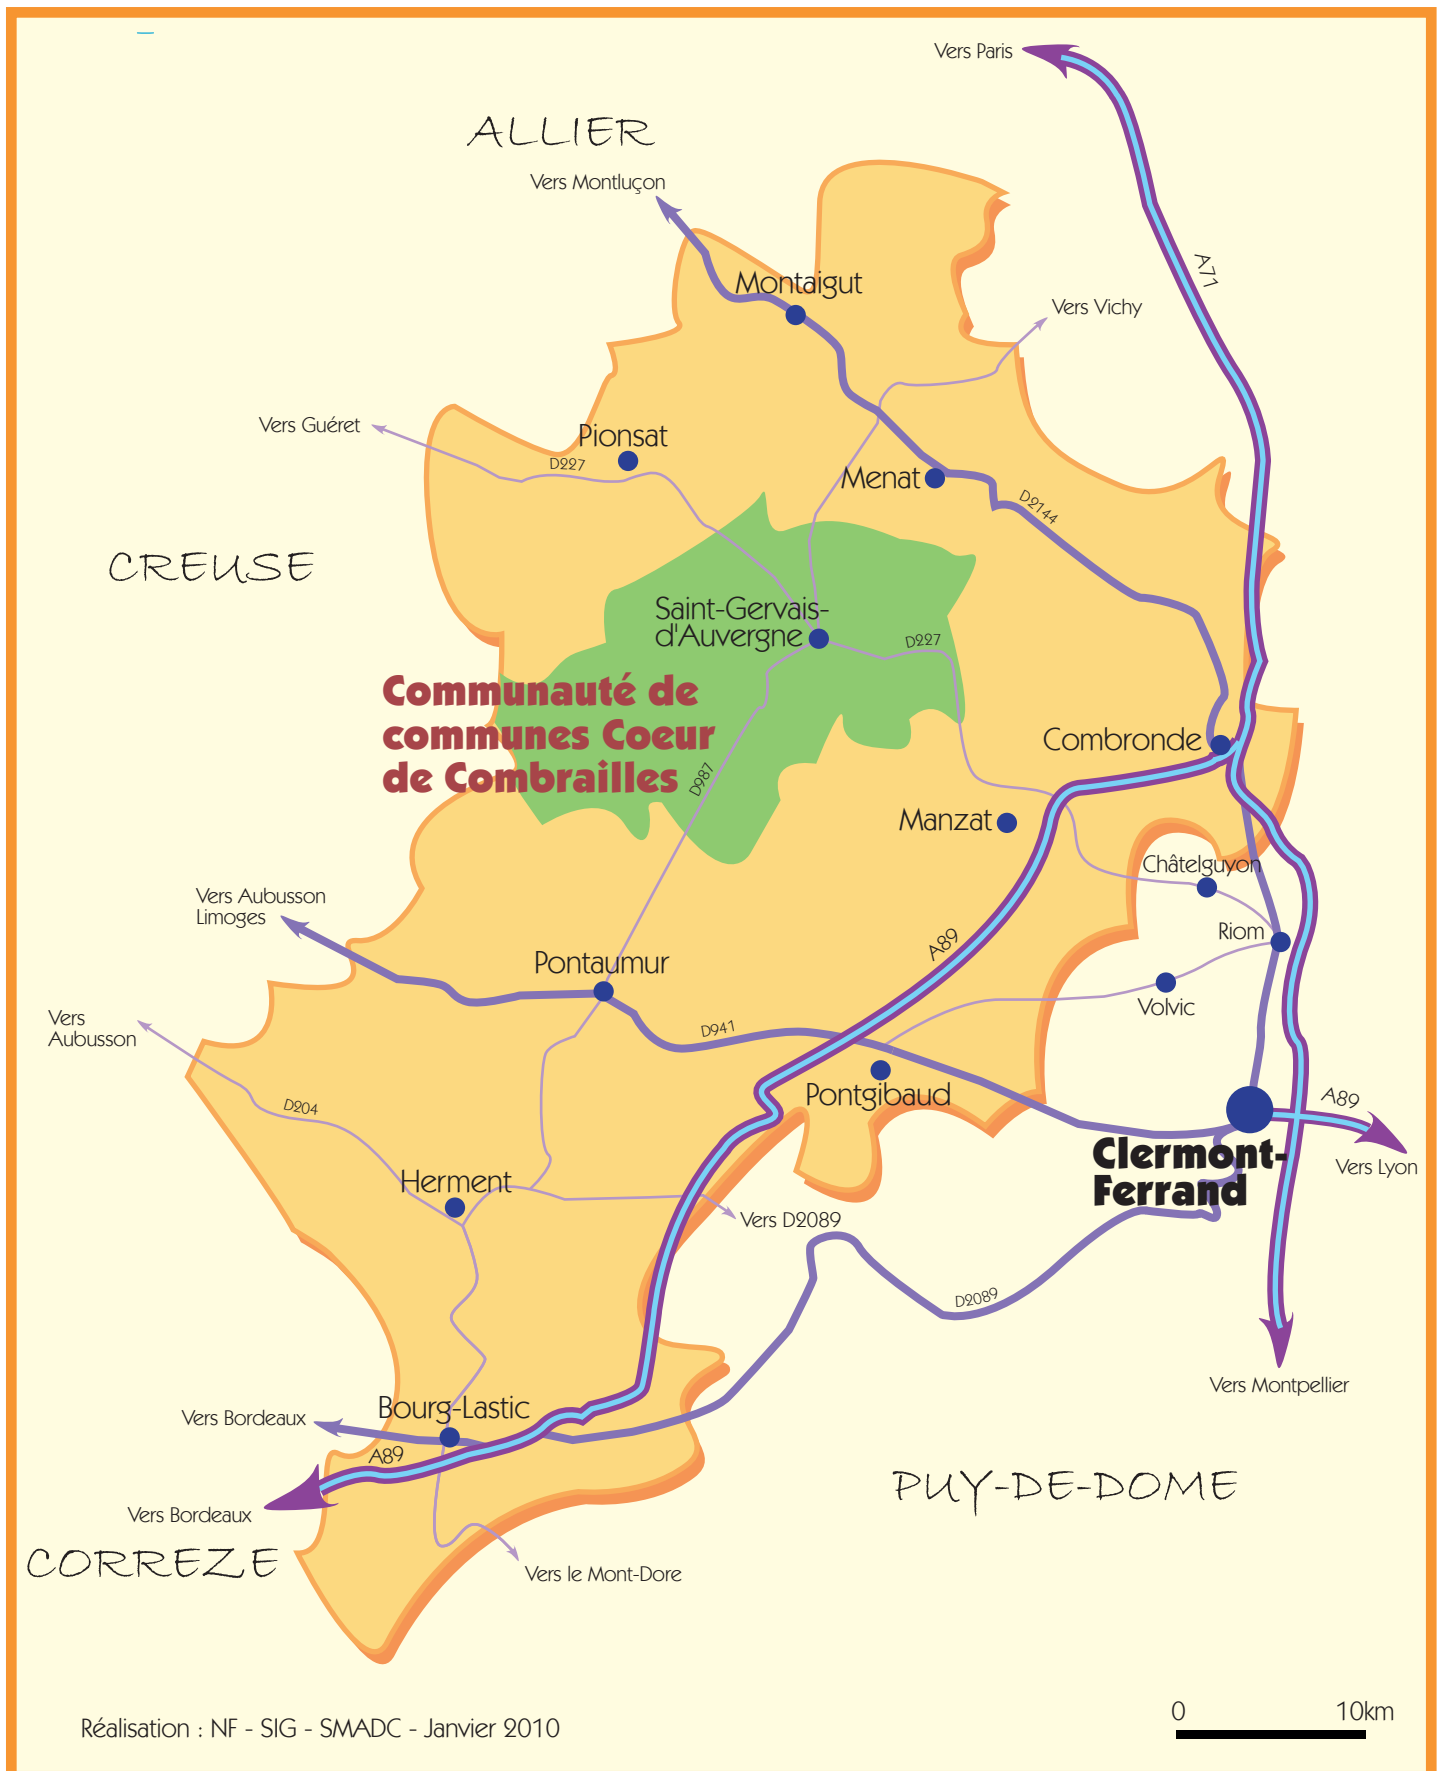 Vers Paris
ALLIER
Vers Montluçon
A71
Montaigut
Vers Vichy
Vers Guéret
Pionsat
D227
Menat
D2144
CREUSE
Saint-Gervais-
d'Auvergne
D227
Communauté de
communes Coeur
de Combrailles
D987
Combronde
Manzat
Châtelguyon
Vers Aubusson
Limoges
Riom
A89
Pontaumur
Volvic
Vers
Aubusson
D941
Pontgibaud
D204
A89
Clermont-
Ferrand
Vers Lyon
Herment
Vers D2089
D2089
Vers Montpellier
Bourg-Lastic
Vers Bordeaux
A89
PUY-DE-DOME
Vers Bordeaux
CORREZE
Vers le Mont-Dore
0 10km
Réalisation : NF - SIG - SMADC - Janvier 2010